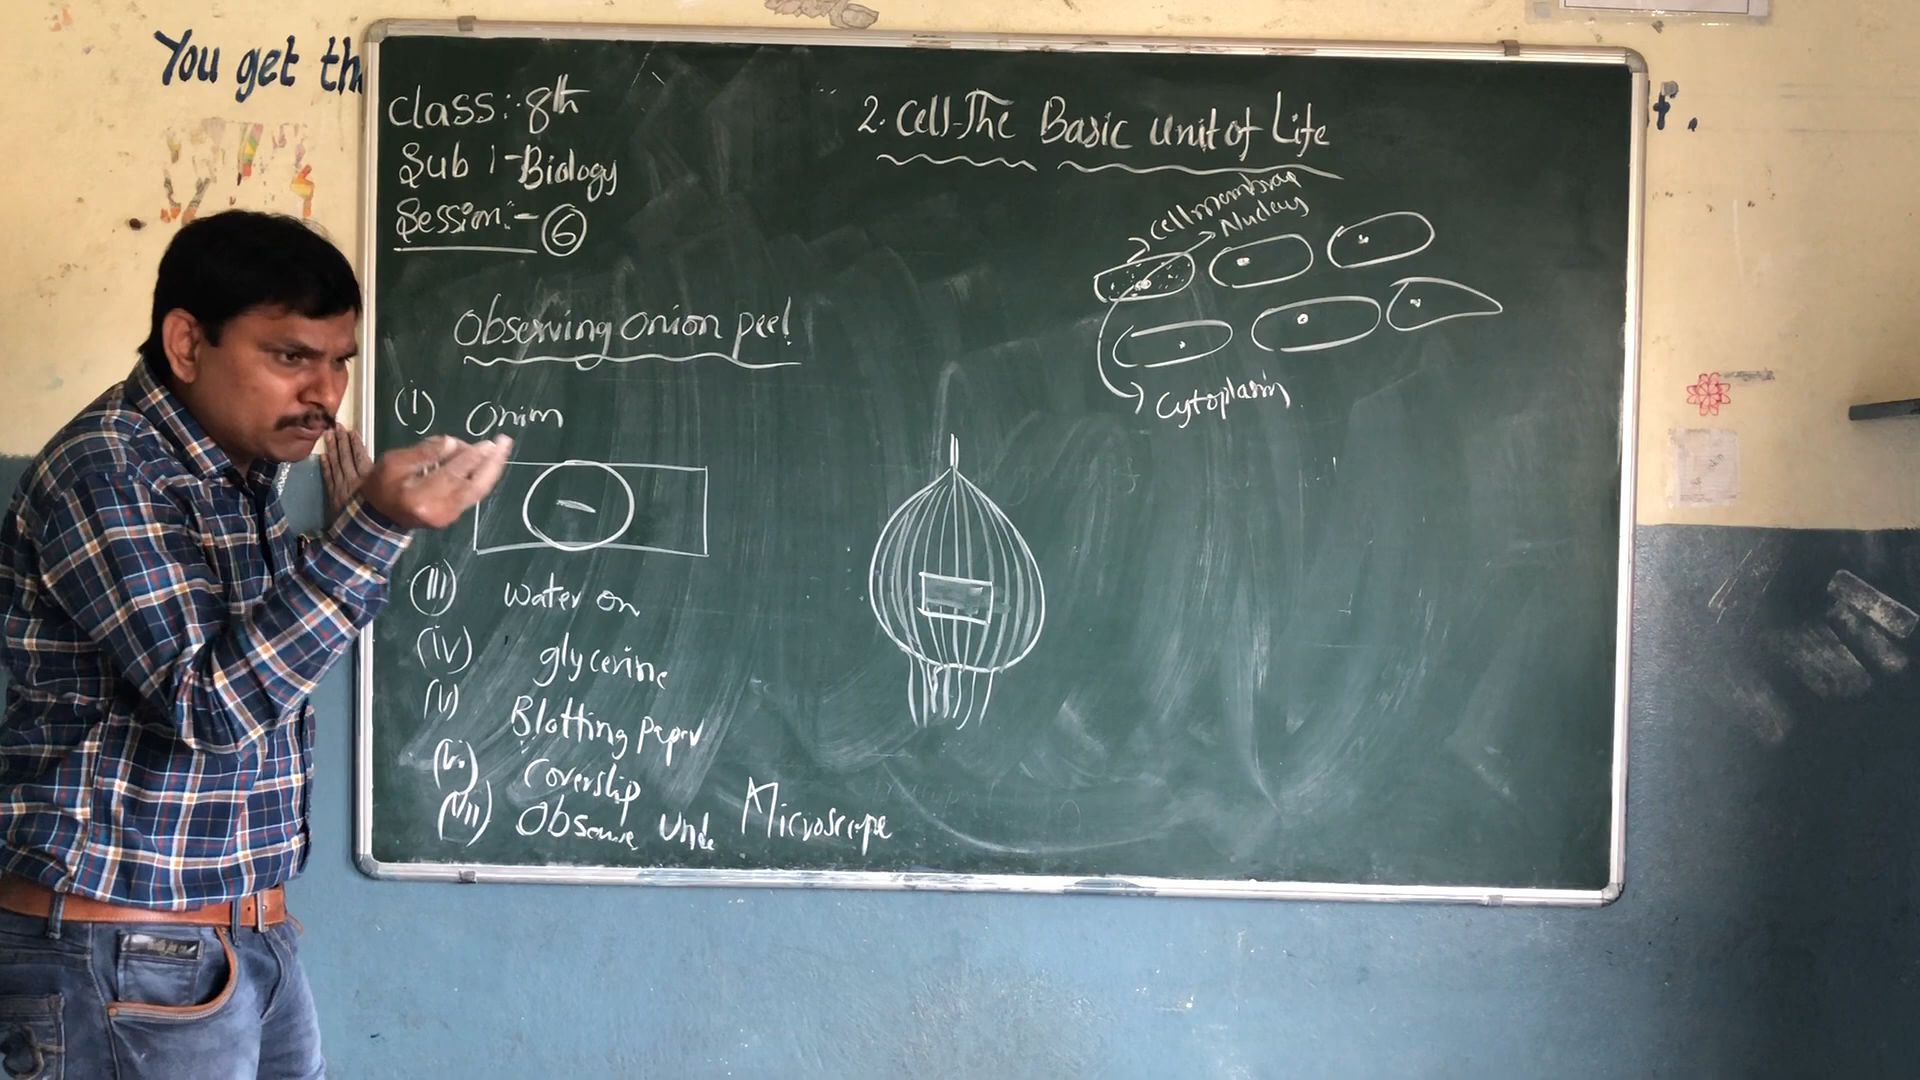 You get th
t.
Class:- 8th
Sub :- Biology
Session:- 6
2. Cell-The Basic Unit of Life
Cell membrane
Nucleus
Cytoplasm
Observing Onion peel
(i) Onion
(iii) water on
(iv) glycerine
(v) Blotting paper
(vi) Coverslip
(vii) Observe Unde Microscope